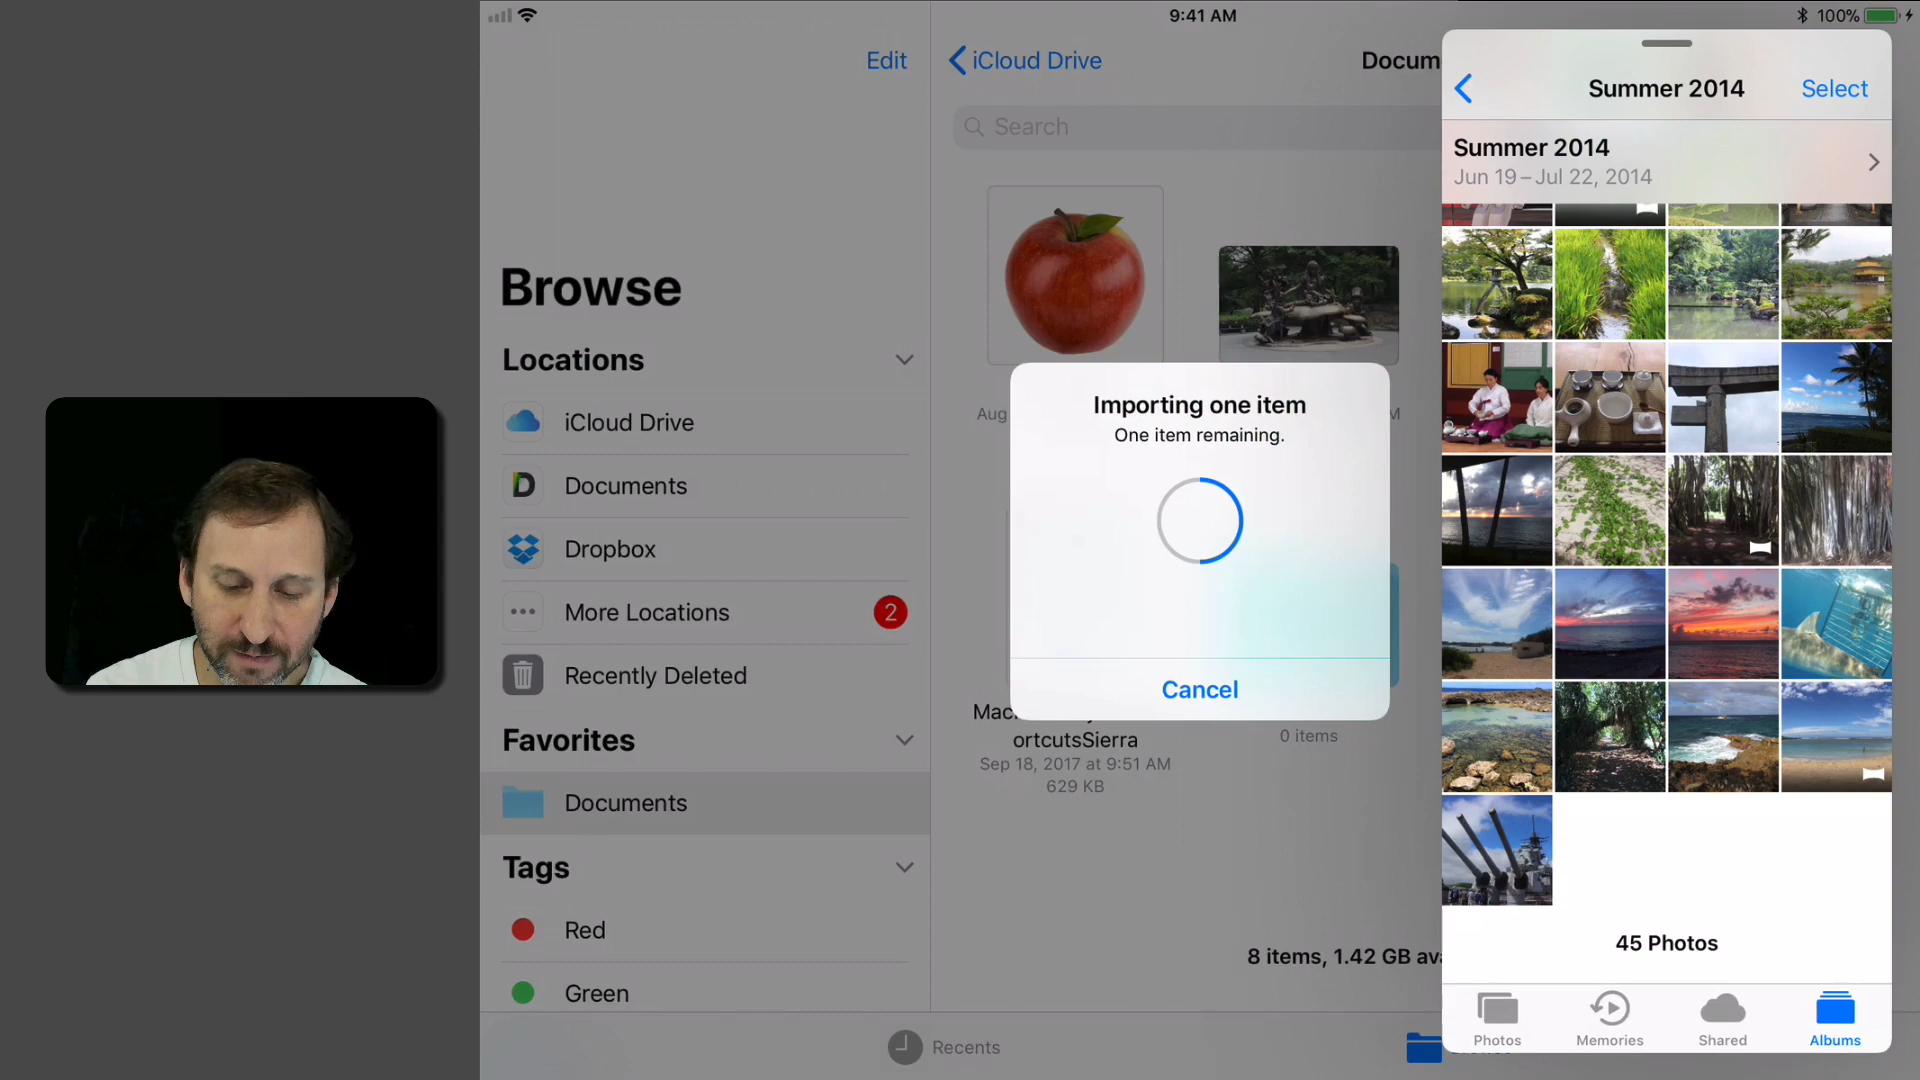 9:41 AM
100%
Edit
iCloud Drive
Docum
Search
Summer 2014
Select
Summer 2014
Jun 19 – Jul 22, 2014
Browse
Locations
iCloud Drive
D Documents
Dropbox
More Locations
2
Recently Deleted
Favorites
Documents
Tags
Red
Green
Aug
M
Importing one item
One item remaining.
Cancel
ortcutsSierra
Sep 18, 2017 at 9:51 AM
629 KB
0 items
8 items, 1.42 GB ava
45 Photos
Recents
Photos
Memories
Shared
Albums